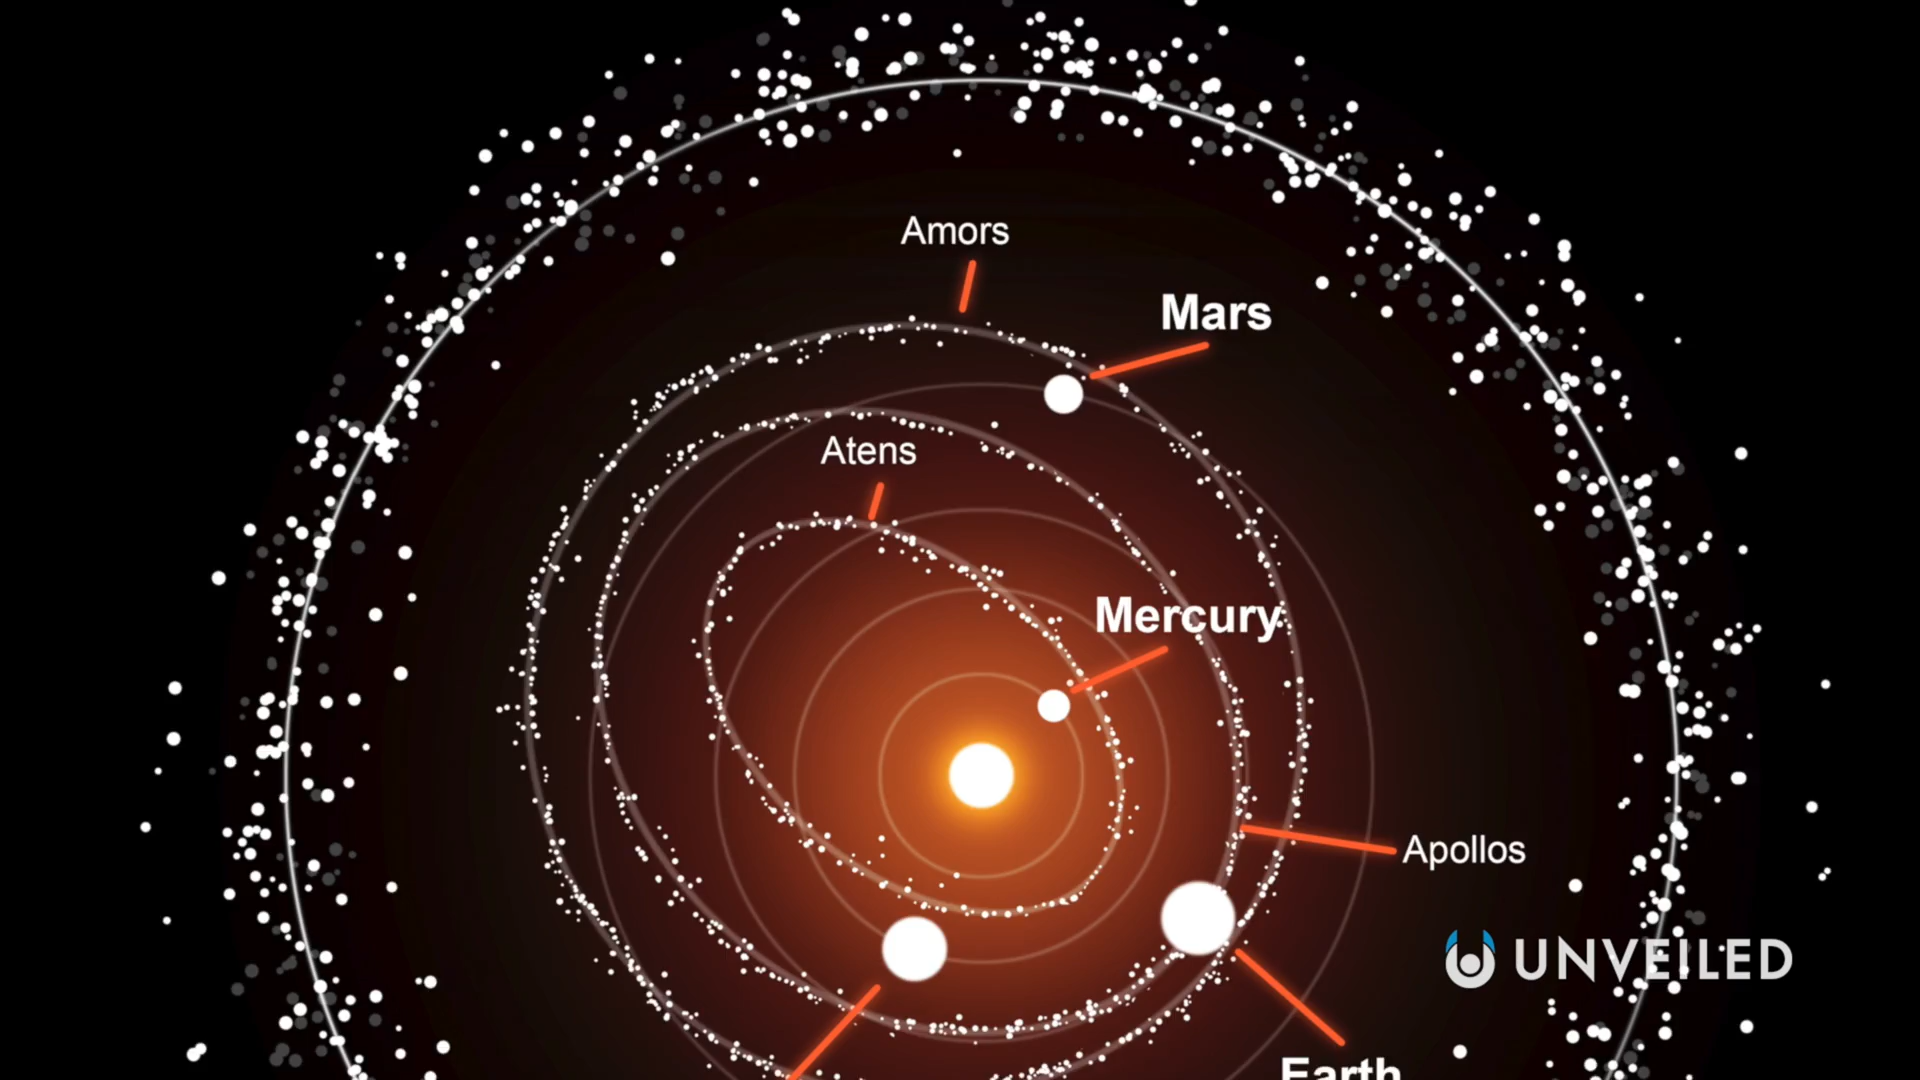 Amors
Mars
Atens
Mercury
Apollos
UNVEILED
Earth